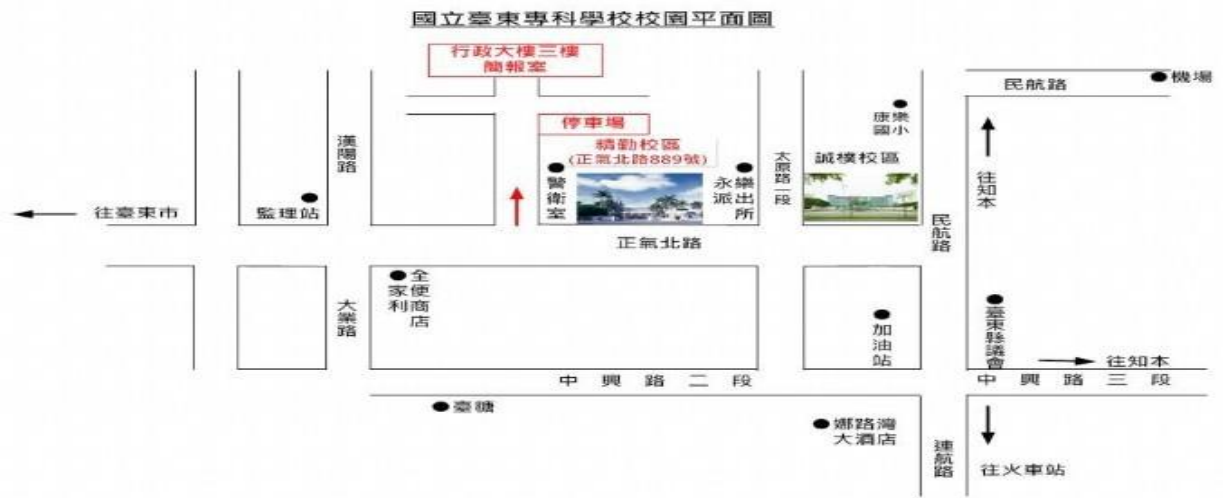 國立臺東專科學校校園平面圖
行政大樓三樓
簡報室
民航路
機場
停車場
康樂
國小
漢陽路
精勤校區
(正氣北路889號)
太原路一段
誠樸校區
往知本
警衛室
永樂
派出所
往臺東市
監理站
民航路
正氣北路
全家
便利
商店
大業路
加油站
臺東縣議會
往知本
中興路二段
中興路三段
臺糖
娜路灣
大酒店
連航路
往火車站